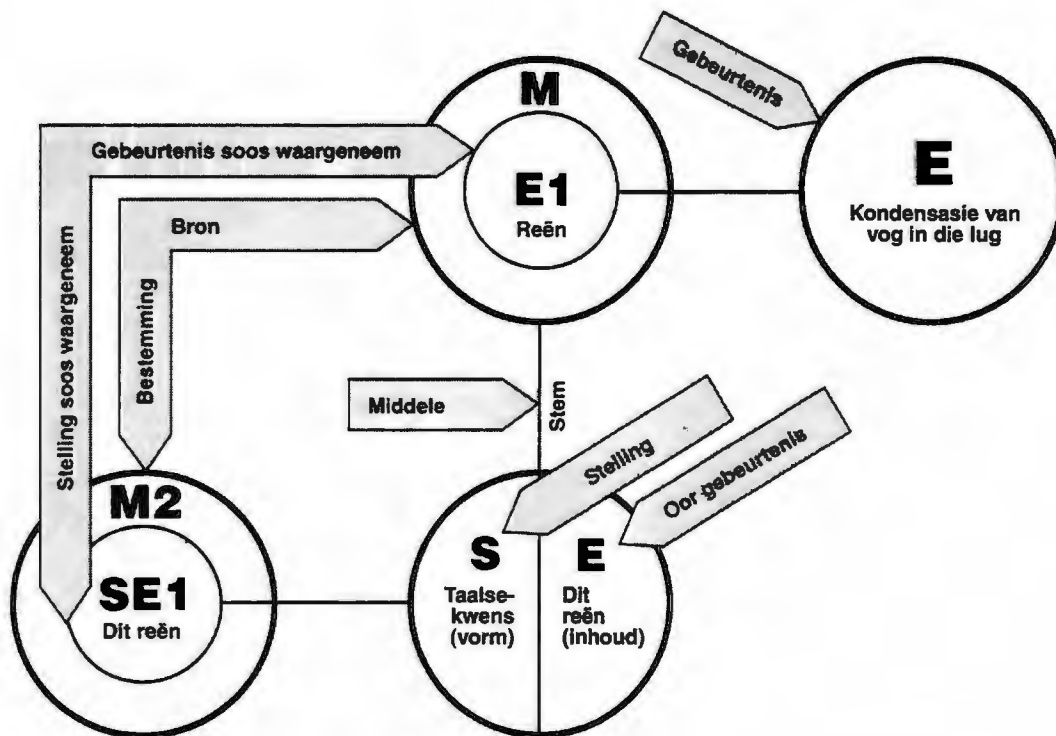 Gebeurtenis
M
E
Gebeurtenis soos waargeneem
E1
Reën
Kondensasie van
vog in die lug
Bron
Stelling soos waargeneem
Bestemming
Middele
Stem
Stelling
Oor gebeurtenis
M2
SE1
Dit reën
S
Taalse-
kwens
(vorm)
E
Dit
reën
(inhoud)